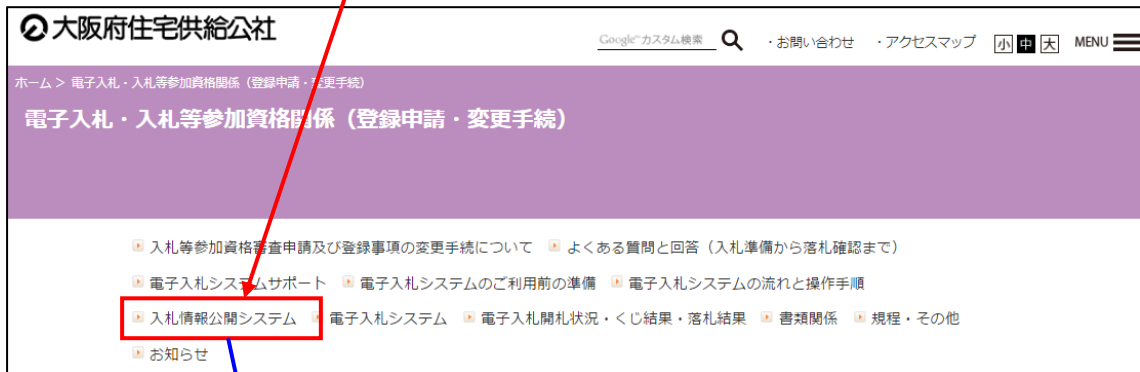 大阪府住宅供給公社
Google カスタム検索 ・お問い合わせ ・アクセスマップ 小 中 大 MENU
ホーム > 電子入札・入札等参加資格関係（登録申請・変更手続）
電子入札・入札等参加資格関係（登録申請・変更手続）
入札等参加資格審査申請及び登録事項の変更手続について よくある質問と回答（入札準備から落札確認まで）
電子入札システムサポート 電子入札システムのご利用前の準備 電子入札システムの流れと操作手順
入札情報公開システム 電子入札システム 電子入札開札状況・くじ結果・落札結果 書類関係 規程・その他
お知らせ